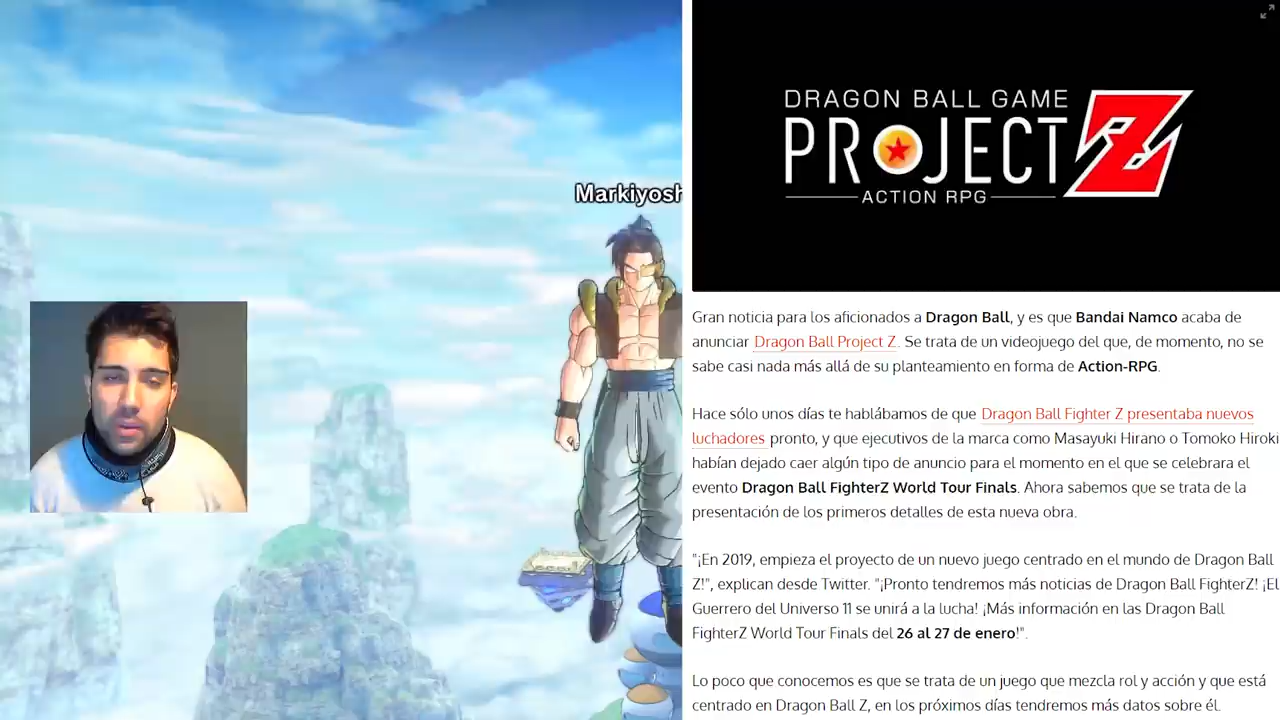 Markiyosh
DRAGON BALL GAME
PROJECT Z
ACTION RPG
Gran noticia para los aficionados a Dragon Ball, y es que Bandai Namco acaba de
anunciar Dragon Ball Project Z. Se trata de un videojuego del que, de momento, no se
sabe casi nada más allá de su planteamiento en forma de Action-RPG.
Hace sólo unos días te hablábamos de que Dragon Ball Fighter Z presentaba nuevos
luchadores pronto, y que ejecutivos de la marca como Masayuki Hirano o Tomoko Hiroki
habían dejado caer algún tipo de anuncio para el momento en el que se celebrara el
evento Dragon Ball FighterZ World Tour Finals. Ahora sabemos que se trata de la
presentación de los primeros detalles de esta nueva obra.
"¡En 2019, empieza el proyecto de un nuevo juego centrado en el mundo de Dragon Ball
Z!", explican desde Twitter. "¡Pronto tendremos más noticias de Dragon Ball FighterZ! ¡El
Guerrero del Universo 11 se unirá a la lucha! ¡Más información en las Dragon Ball
FighterZ World Tour Finals del 26 al 27 de enero!".
Lo poco que conocemos es que se trata de un juego que mezcla rol y acción y que está
centrado en Dragon Ball Z, en los próximos días tendremos más datos sobre él.